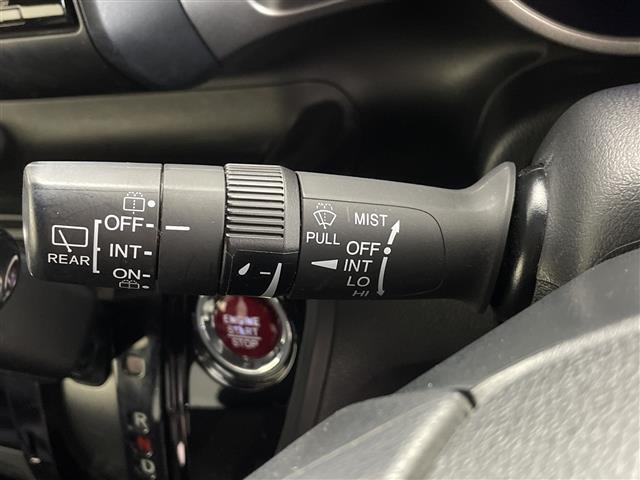 OFF
INT
REAR
ON
MIST
PULL
OFF
INT
LO
HI
ENGINE
START
STOP
R